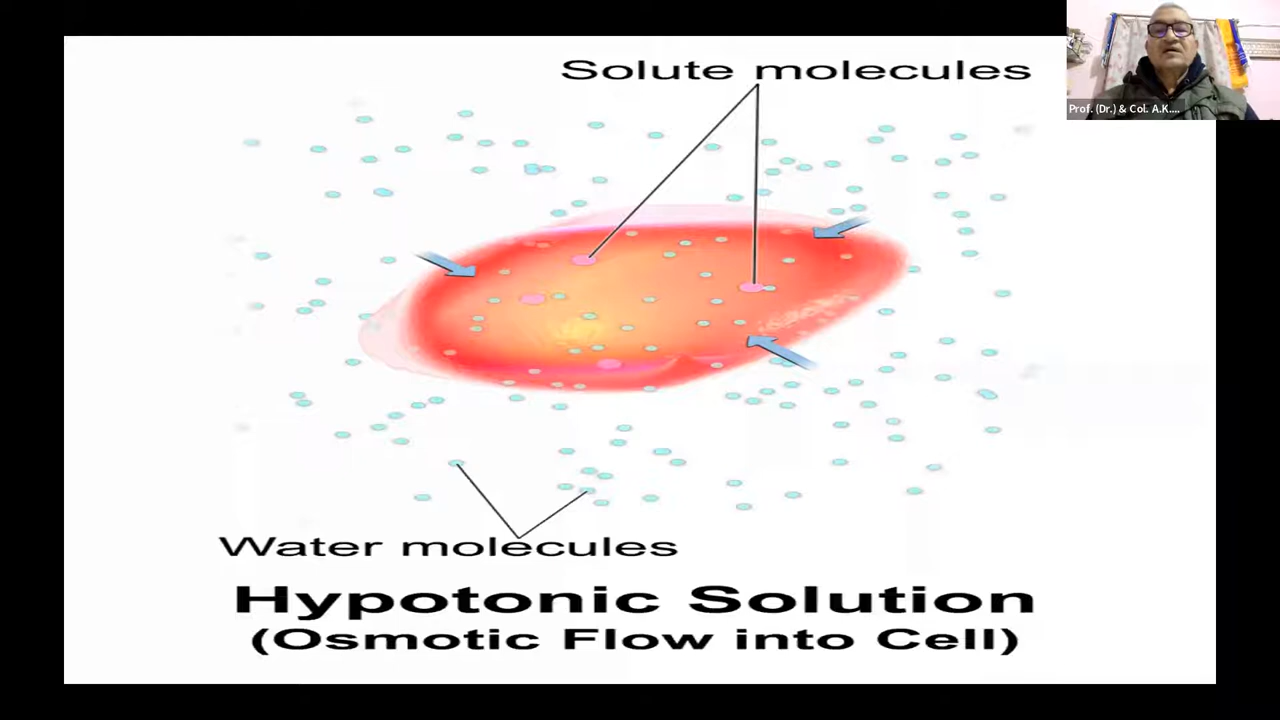 Solute molecules
Prof. (Dr.) & Col. A.K....
Water molecules
Hypotonic Solution
(Osmotic Flow into Cell)